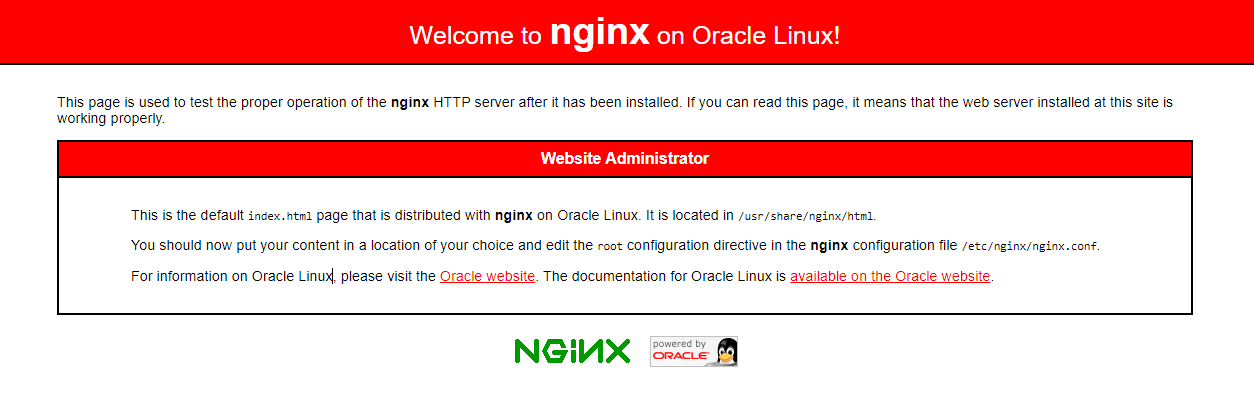 Welcome to nginx on Oracle Linux!
This page is used to test the proper operation of the nginx HTTP server after it has been installed. If you can read this page, it means that the web server installed at this site is
working properly.
Website Administrator
This is the default index.html page that is distributed with nginx on Oracle Linux. It is located in /usr/share/nginx/html.
You should now put your content in a location of your choice and edit the root configuration directive in the nginx configuration file /etc/nginx/nginx.conf.
For information on Oracle Linux, please visit the Oracle website. The documentation for Oracle Linux is available on the Oracle website.
NGINX
powered by
ORACLE